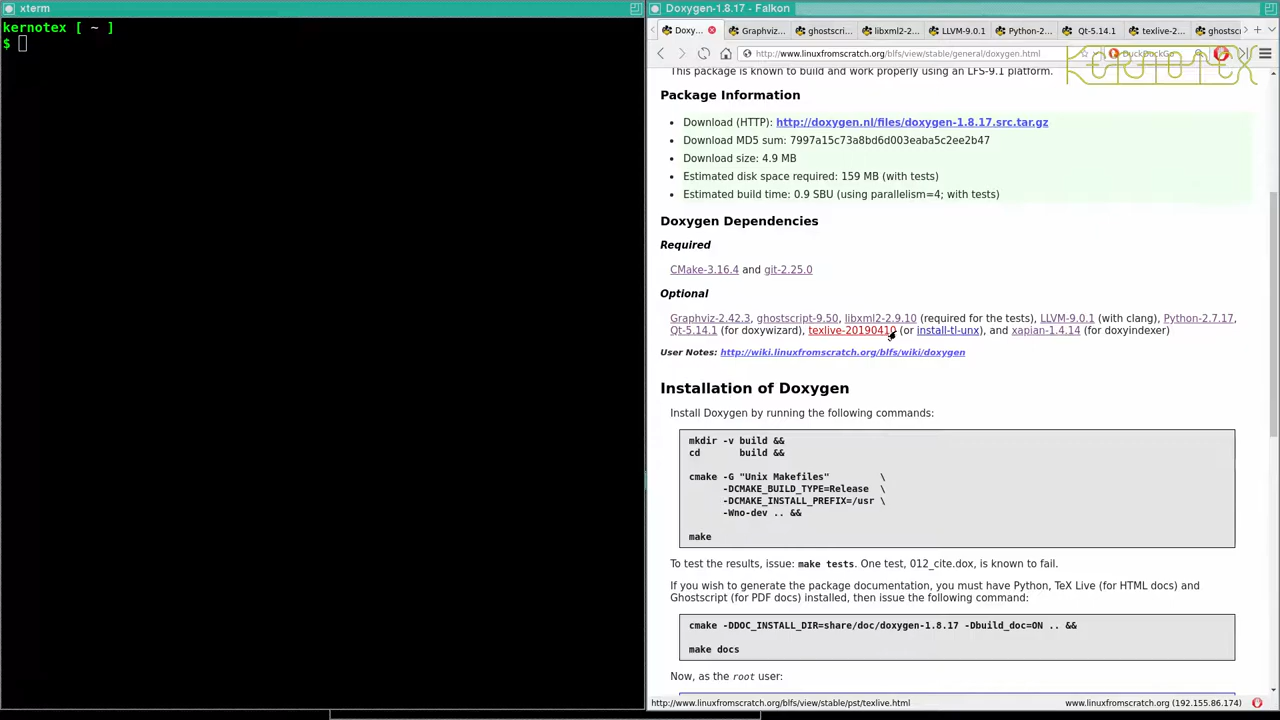 xterm
kernotex [ ~ ]
$
Doxygen-1.8.17 - Falkon
Doxy...
Graphviz...
ghostscri...
libxml2-2...
LLVM-9.0.1
Python-2...
Qt-5.14.1
texlive-2...
ghosts
http://www.linuxfromscratch.org/blfs/view/stable/general/doxygen.html
DuckDuckGo
KERNOTEX
This package is known to build and work properly using an LFS-9.1 platform.
Package Information
• Download (HTTP): http://doxygen.nl/files/doxygen-1.8.17.src.tar.gz
• Download MD5 sum: 7997a15c73a8bd6d003eaba5c2ee2b47
• Download size: 4.9 MB
• Estimated disk space required: 159 MB (with tests)
• Estimated build time: 0.9 SBU (using parallelism=4; with tests)
Doxygen Dependencies
Required
CMake-3.16.4 and git-2.25.0
Optional
Graphviz-2.42.3, ghostscript-9.50, libxml2-2.9.10 (required for the tests), LLVM-9.0.1 (with clang), Python-2.7.17,
Qt-5.14.1 (for doxywizard), texlive-20190410 (or install-tl-unx), and xapian-1.4.14 (for doxyindexer)
User Notes: http://wiki.linuxfromscratch.org/blfs/wiki/doxygen
Installation of Doxygen
Install Doxygen by running the following commands:
mkdir -v build &&
cd build &&
cmake -G "Unix Makefiles" \
-DCMAKE_BUILD_TYPE=Release \
-DCMAKE_INSTALL_PREFIX=/usr \
-Wno-dev .. &&
make
To test the results, issue: make tests. One test, 012_cite.dox, is known to fail.
If you wish to generate the package documentation, you must have Python, TeX Live (for HTML docs) and
Ghostscript (for PDF docs) installed, then issue the following command:
cmake -DDOC_INSTALL_DIR=share/doc/doxygen-1.8.17 -Dbuild_doc=ON .. &&
make docs
Now, as the root user:
http://www.linuxfromscratch.org/blfs/view/stable/pst/texlive.html
www.linuxfromscratch.org (192.155.86.174)